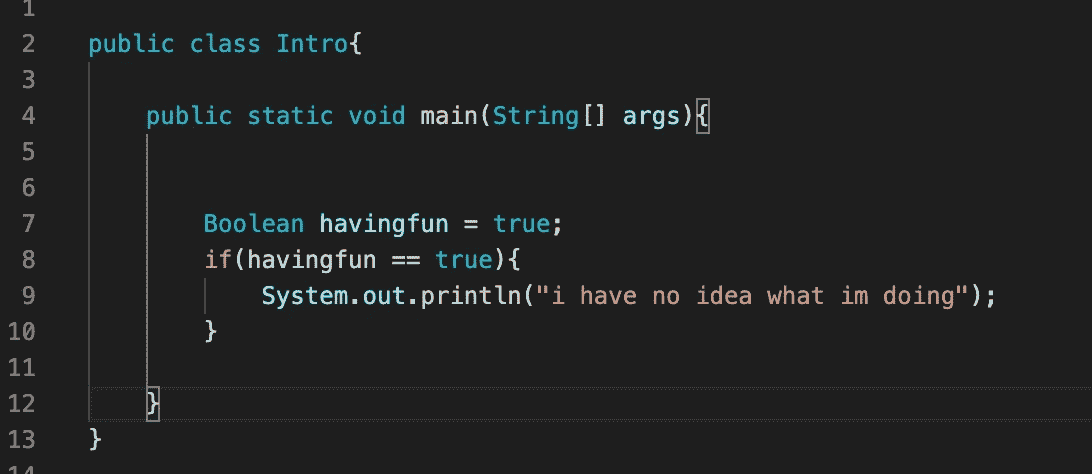 1
2 public class Intro{
3
4 public static void main(String[] args){
5
6
7 Boolean havingfun = true;
8 if(havingfun == true){
9 System.out.println("i have no idea what im doing");
10 }
11
12 }
13 }
14